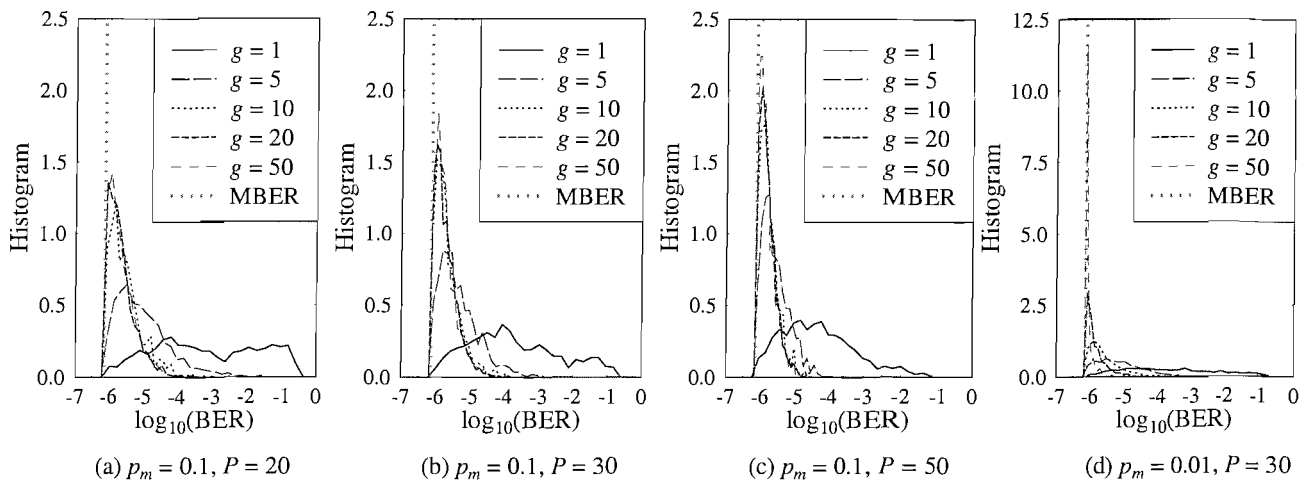 2.5
2.0
1.5
1.0
0.5
0.0
Histogram
g = 1
g = 5
g = 10
g = 20
g = 50
MBER
-7 -6 -5 -4 -3 -2 -1 0
log10(BER)
(a) pm = 0.1, P = 20
2.5
2.0
1.5
1.0
0.5
0.0
Histogram
g = 1
g = 5
g = 10
g = 20
g = 50
MBER
-7 -6 -5 -4 -3 -2 -1 0
log10(BER)
(b) pm = 0.1, P = 30
2.5
2.0
1.5
1.0
0.5
0.0
Histogram
g = 1
g = 5
g = 10
g = 20
g = 50
MBER
-7 -6 -5 -4 -3 -2 -1 0
log10(BER)
(c) pm = 0.1, P = 50
12.5
10.0
7.5
5.0
2.5
0.0
Histogram
g = 1
g = 5
g = 10
g = 20
g = 50
MBER
-7 -6 -5 -4 -3 -2 -1 0
log10(BER)
(d) pm = 0.01, P = 30